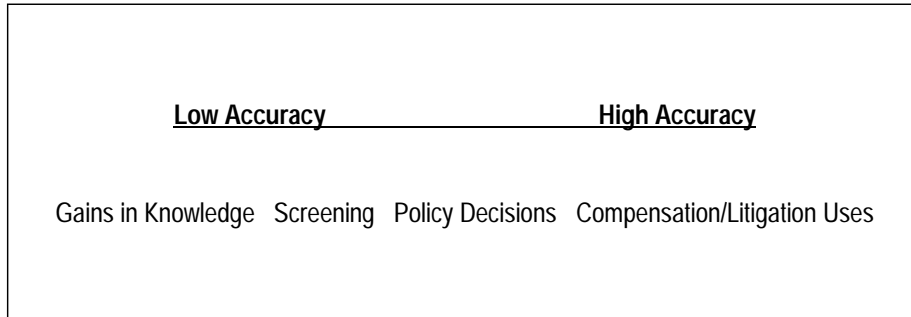 Low Accuracy High Accuracy
Gains in Knowledge Screening Policy Decisions Compensation/Litigation Uses